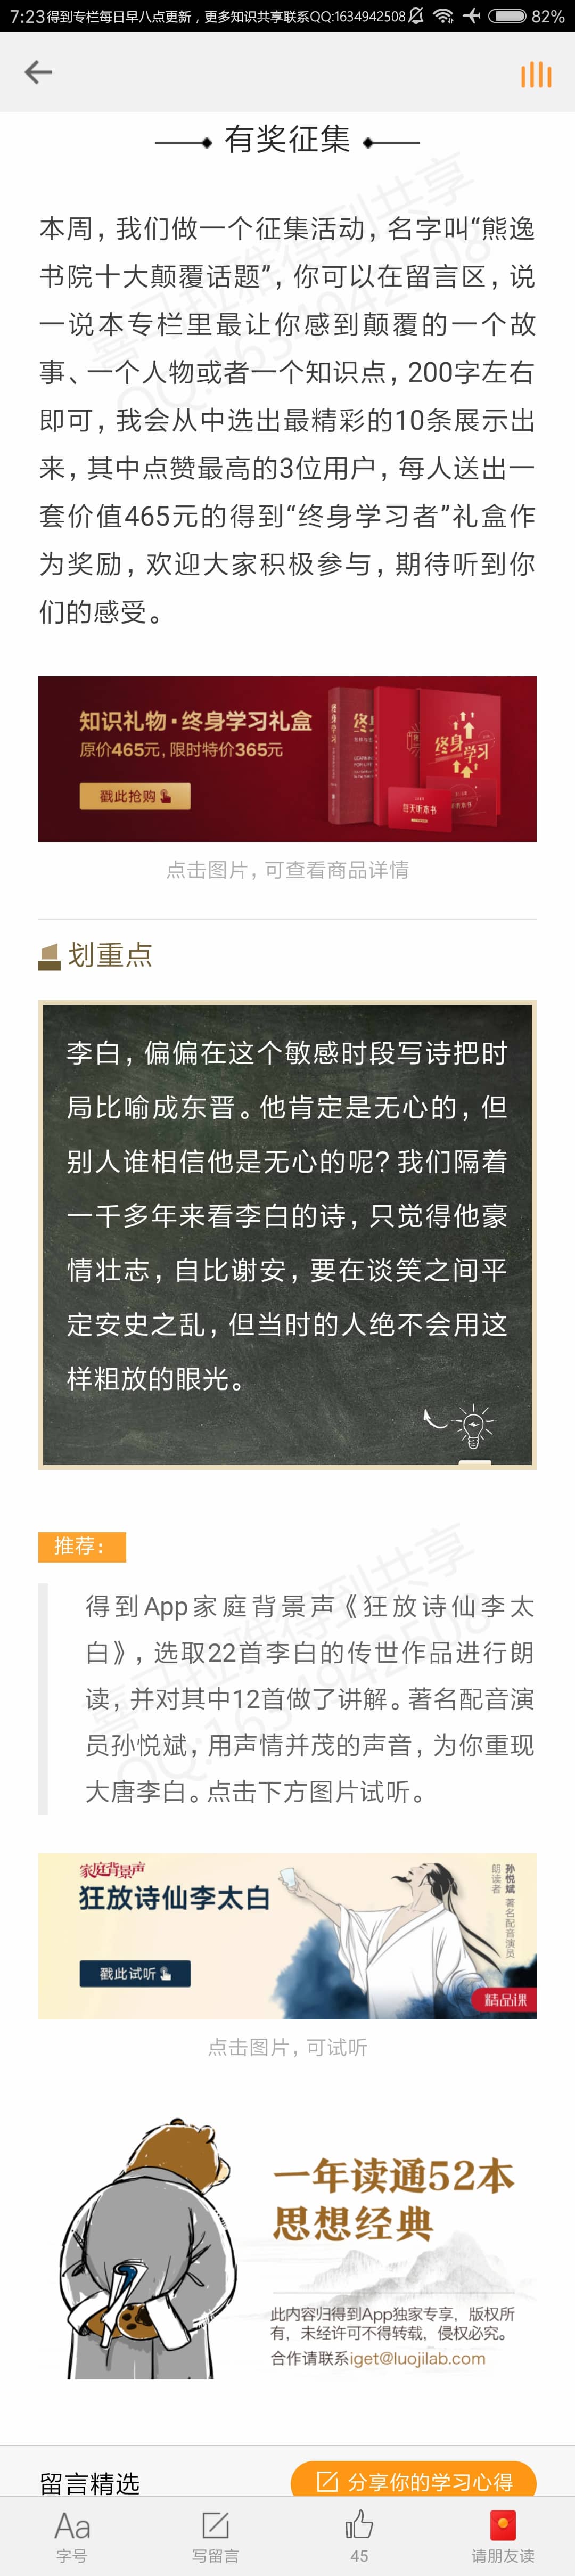 7:23得到专栏每日早八点更新，更多知识共享联系QQ:1634942508 82%
有奖征集
本周，我们做一个征集活动，名字叫“熊逸
书院十大颠覆话题”，你可以在留言区，说
一说本专栏里最让你感到颠覆的一个故
事、一个人物或者一个知识点，200字左右
即可，我会从中选出最精彩的10条展示出
来，其中点赞最高的3位用户，每人送出一
套价值465元的得到“终身学习者”礼盒作
为奖励，欢迎大家积极参与，期待听到你
们的感受。
知识礼物·终身学习礼盒
原价465元，限时特价365元
戳此抢购
终身学习
每天听本书
点击图片，可查看商品详情
划重点
李白，偏偏在这个敏感时段写诗把时
局比喻成东晋。他肯定是无心的，但
别人谁相信他是无心的呢？我们隔着
一千多年来看李白的诗，只觉得他豪
情壮志，自比谢安，要在谈笑之间平
定安史之乱，但当时的人绝不会用这
样粗放的眼光。
推荐：
得到App家庭背景声《狂放诗仙李太
白》，选取22首李白的传世作品进行朗
读，并对其中12首做了讲解。著名配音演
员孙悦斌，用声情并茂的声音，为你重现
大唐李白。点击下方图片试听。
家庭背景声
狂放诗仙李太白
戳此试听
孙悦斌 著名配音演员
朗读者
精品课
点击图片，可试听
一年读通52本
思想经典
此内容归得到App独家专享，版权所
有，未经许可不得转载，侵权必究。
合作请联系iget@luojilab.com
留言精选
分享你的学习心得
Aa
字号
写留言
45
请朋友读